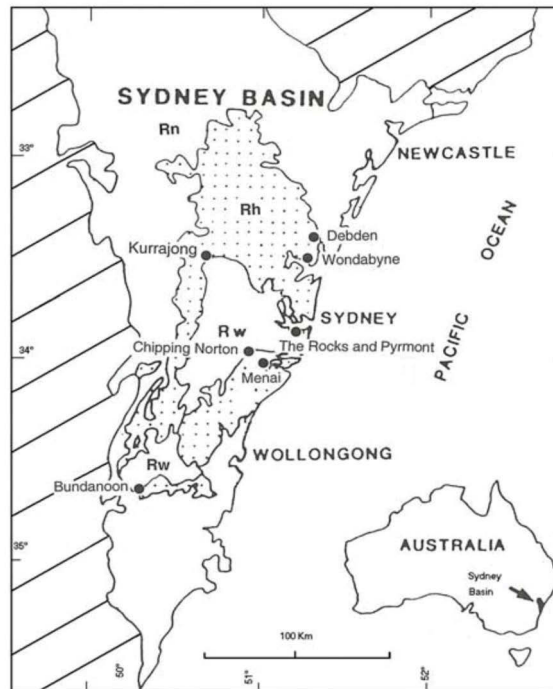 SYDNEY BASIN
Rn
33°
NEWCASTLE
Rh
Debden
Kurrajong
Wondabyne
OCEAN
PACIFIC
SYDNEY
Rw
Chipping Norton
The Rocks and Pyrmont
34°
Menai
Rw
WOLLONGONG
Bundanoon
AUSTRALIA
35°
Sydney
Basin
100 Km
50°
51°
52°